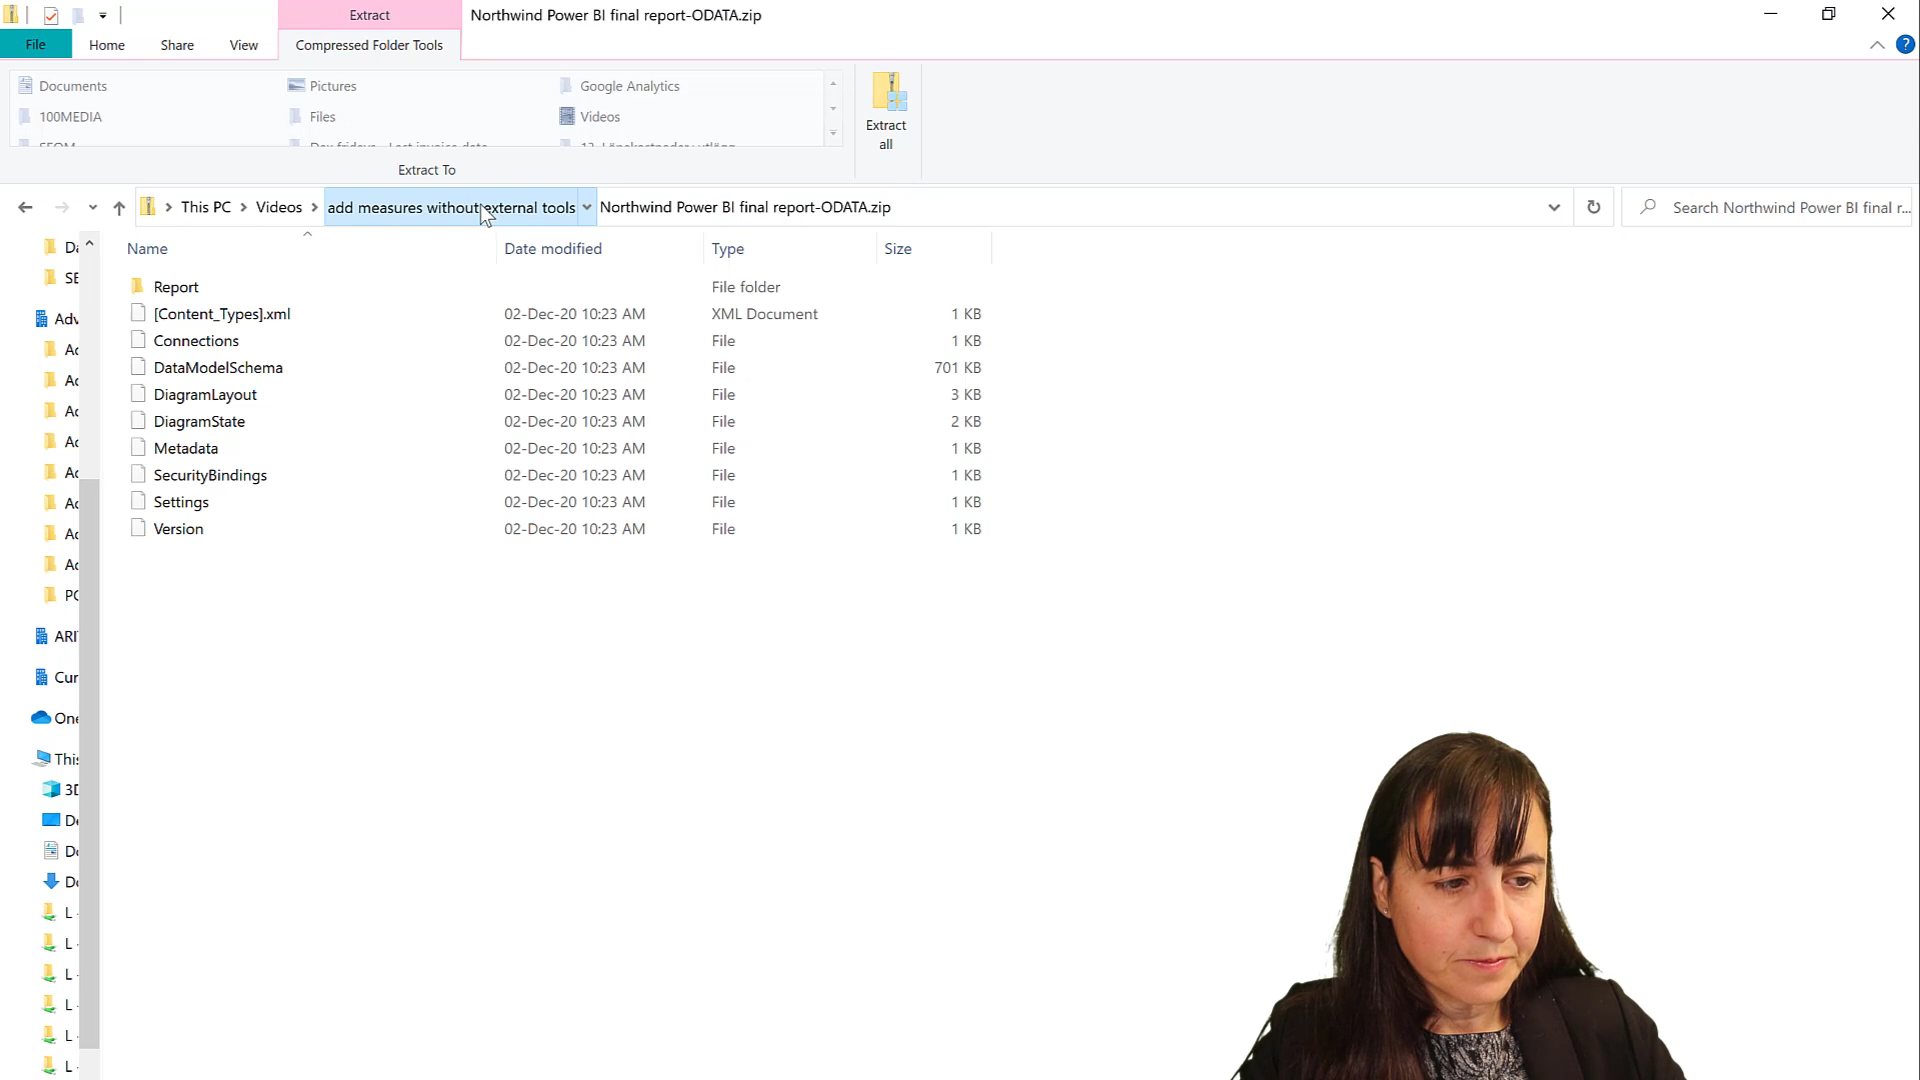 Extract
Northwind Power BI final report-ODATA.zip
File
Home
Share
View
Compressed Folder Tools
Documents
Pictures
Google Analytics
100MEDIA
Files
Videos
Extract
all
Extract To
This PC
Videos
add measures without external tools
Northwind Power BI final report-ODATA.zip
Search Northwind Power BI final r...
Name
Date modified
Type
Size
Report File folder
[Content_Types].xml 02-Dec-20 10:23 AM XML Document 1 KB
Connections 02-Dec-20 10:23 AM File 1 KB
DataModelSchema 02-Dec-20 10:23 AM File 701 KB
DiagramLayout 02-Dec-20 10:23 AM File 3 KB
DiagramState 02-Dec-20 10:23 AM File 2 KB
Metadata 02-Dec-20 10:23 AM File 1 KB
SecurityBindings 02-Dec-20 10:23 AM File 1 KB
Settings 02-Dec-20 10:23 AM File 1 KB
Version 02-Dec-20 10:23 AM File 1 KB